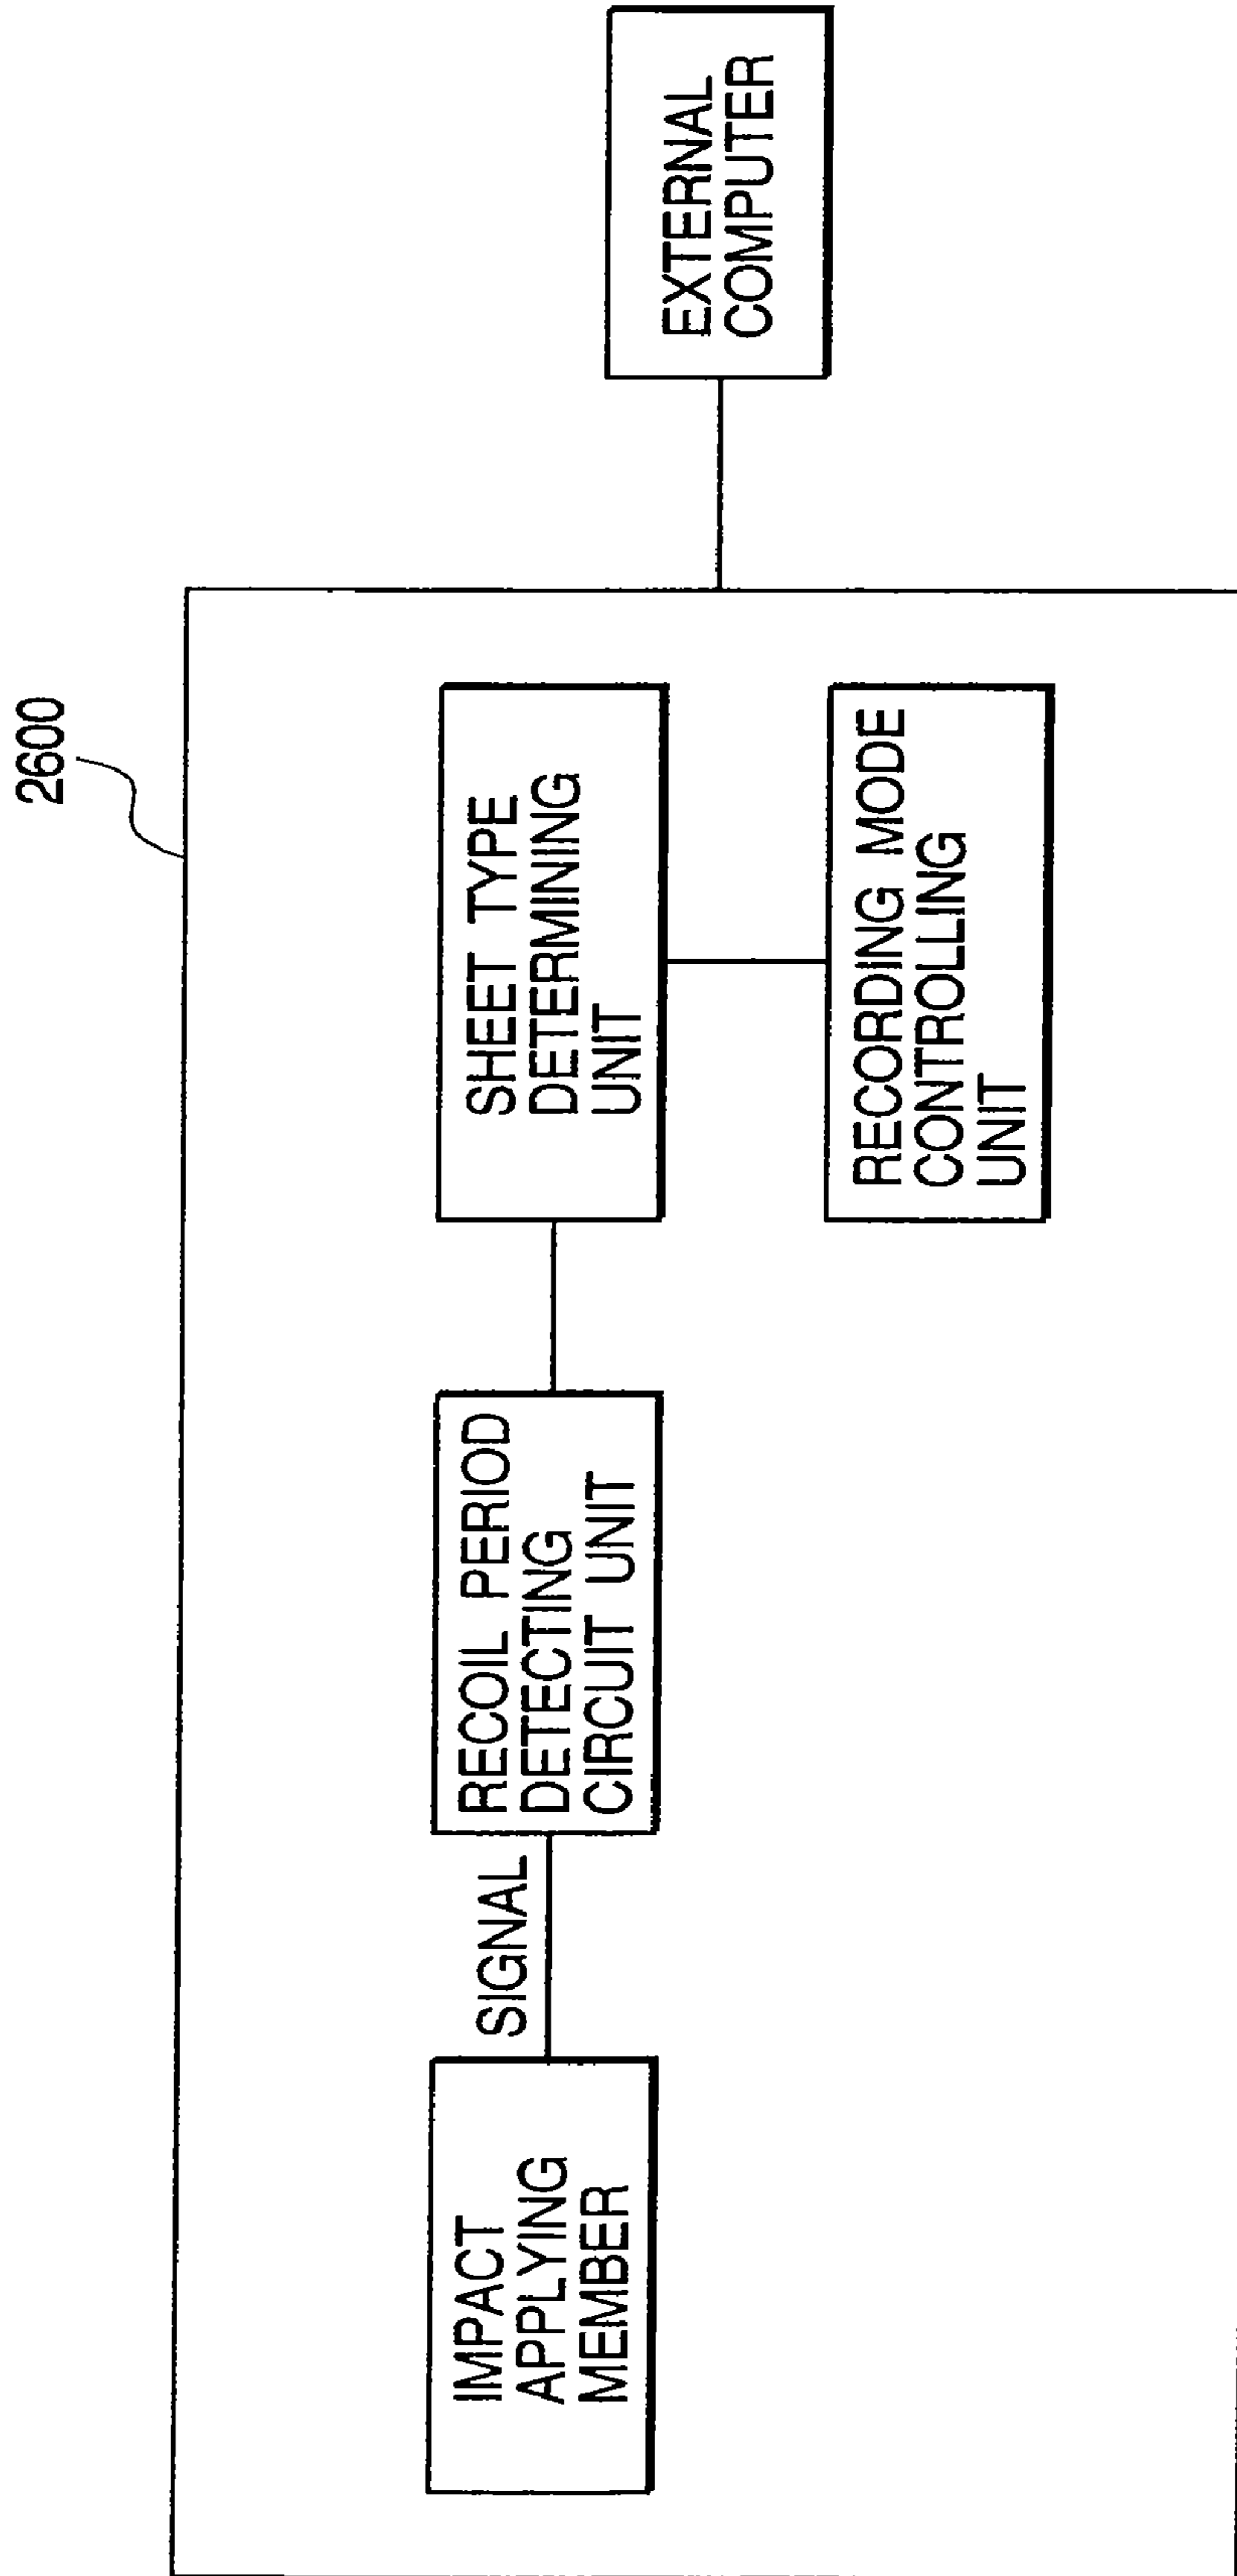 2600
IMPACT
APPLYING
MEMBER
SIGNAL
RECOIL PERIOD
DETECTING
CIRCUIT UNIT
SHEET TYPE
DETERMINING
UNIT
RECORDING MODE
CONTROLLING
UNIT
EXTERNAL
COMPUTER